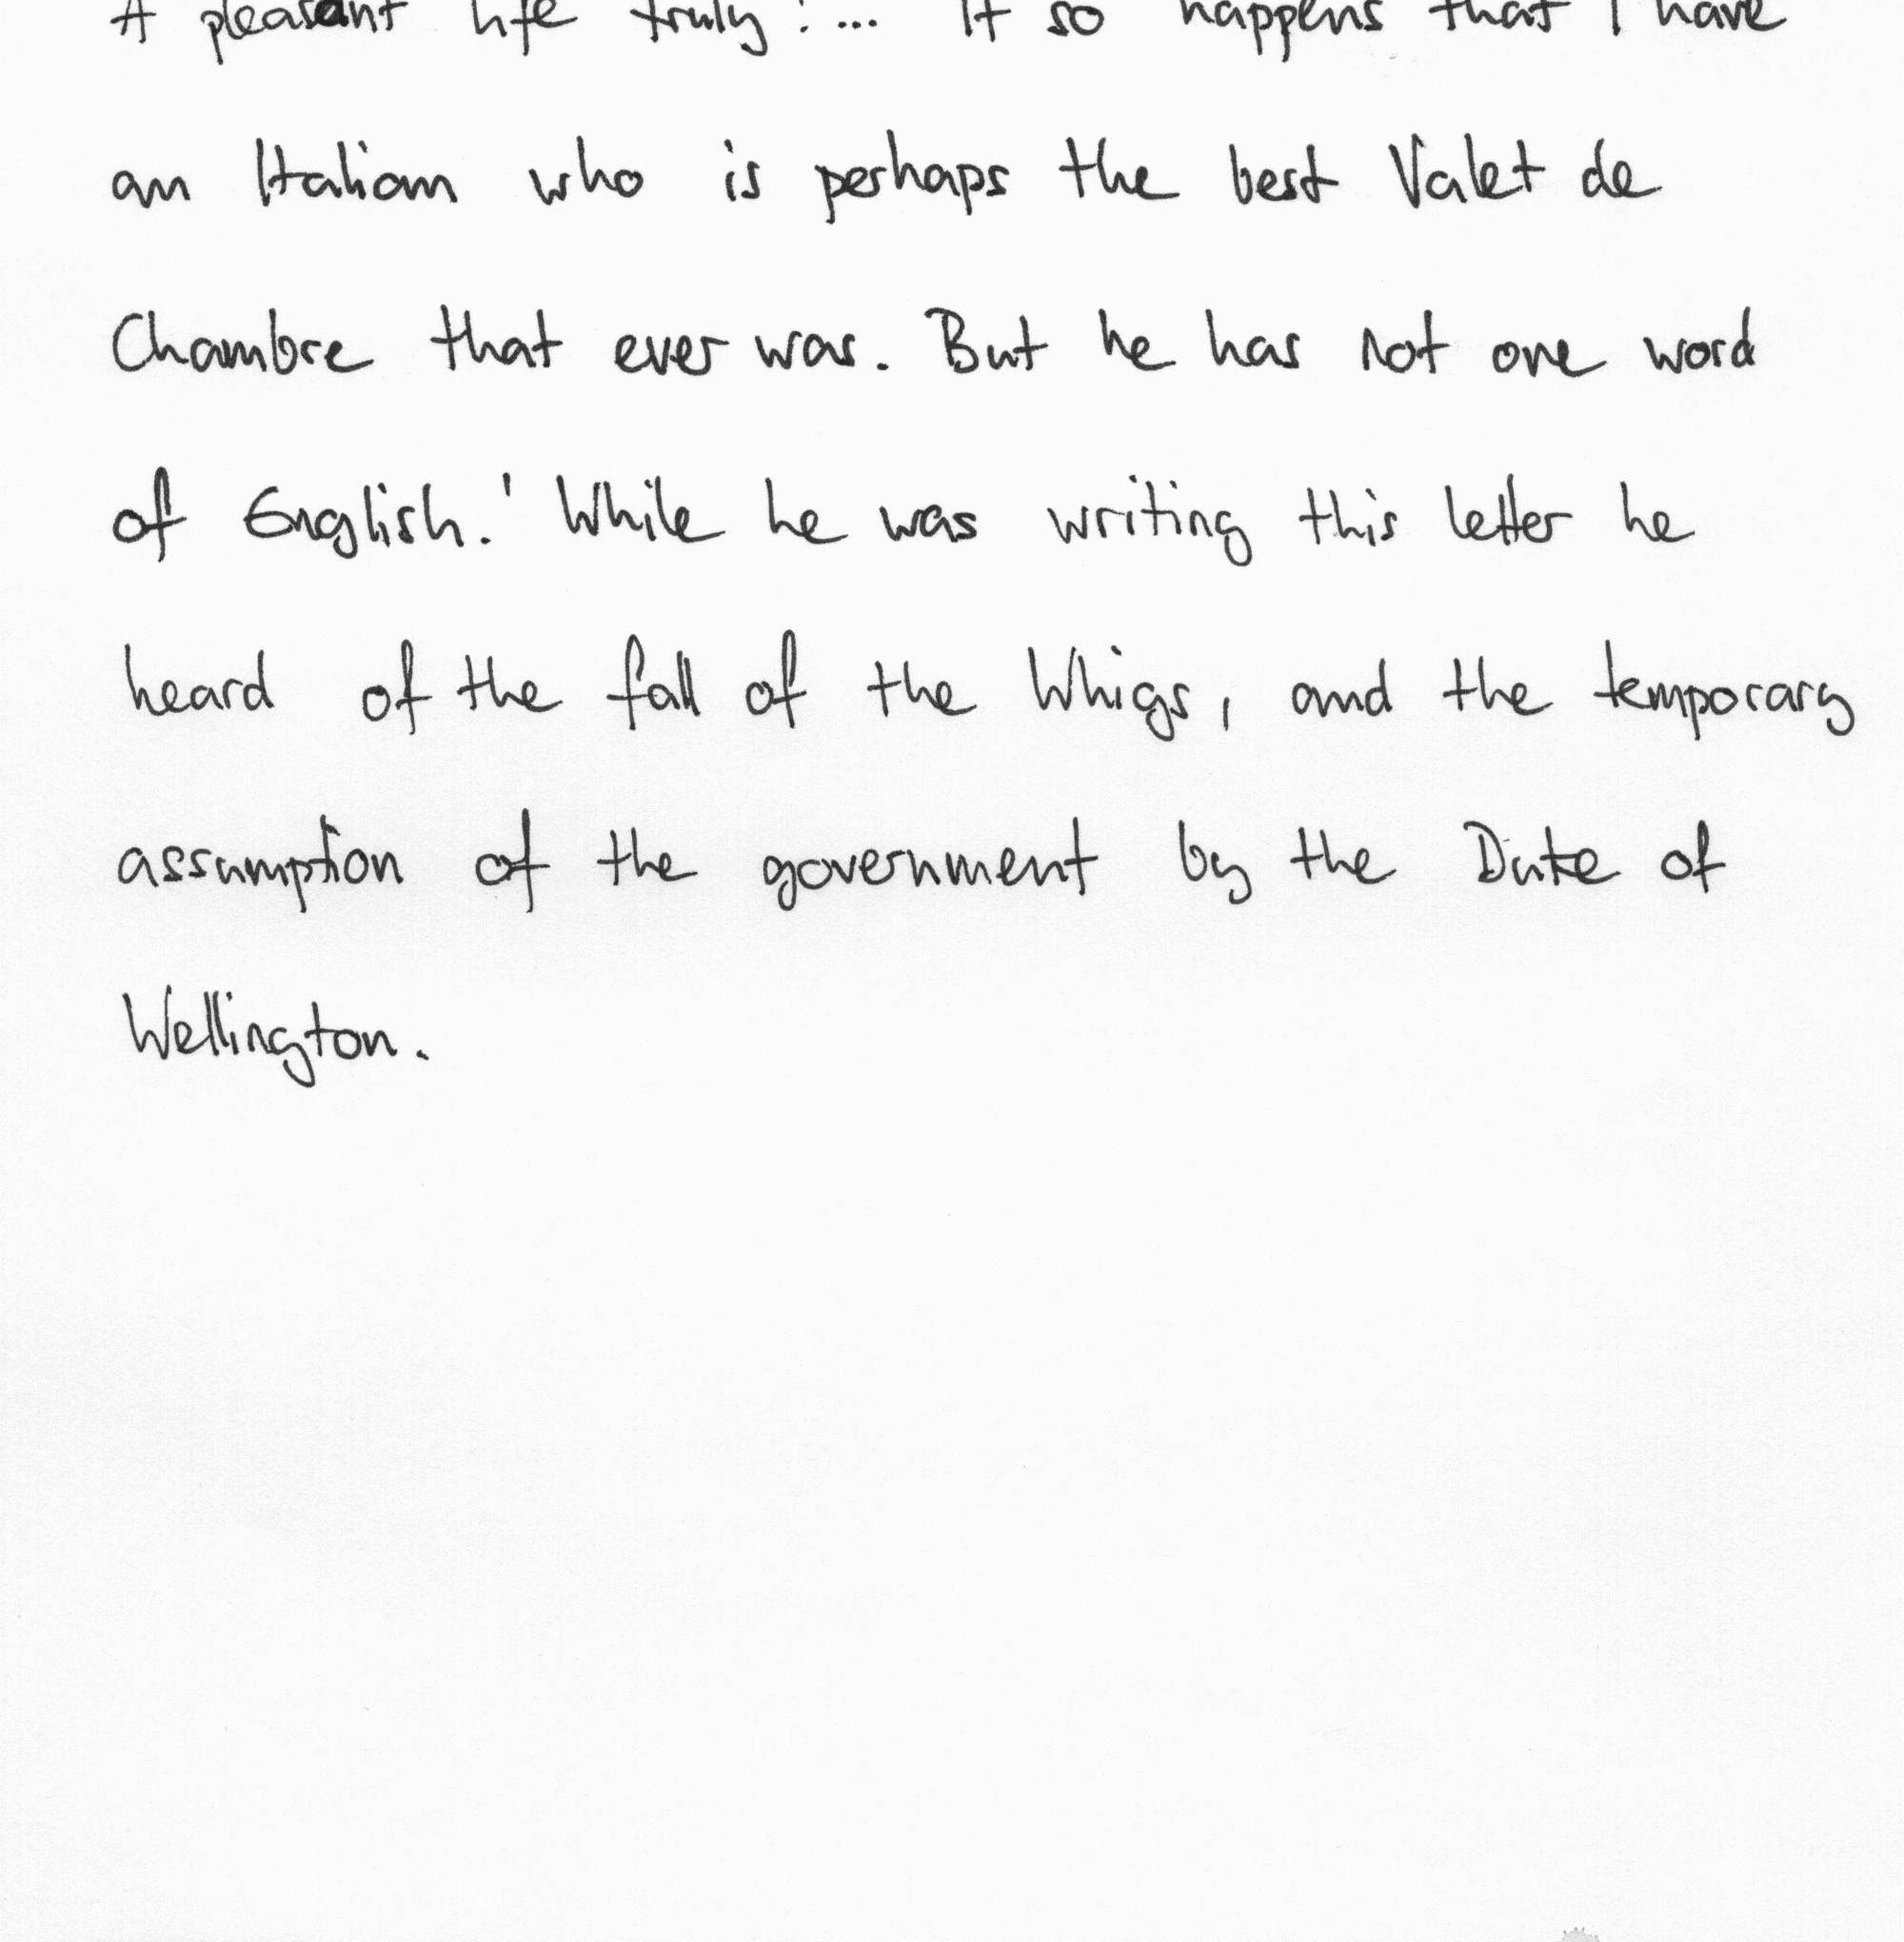 A pleasant life truly! ... It so happens that I have
an Italian who is perhaps the best Valet de
Chambre that ever was. But he has not one word
of English.' While he was writing this letter he
heard of the fall of the Whigs, and the temporary
assumption of the government by the Duke of
Wellington.